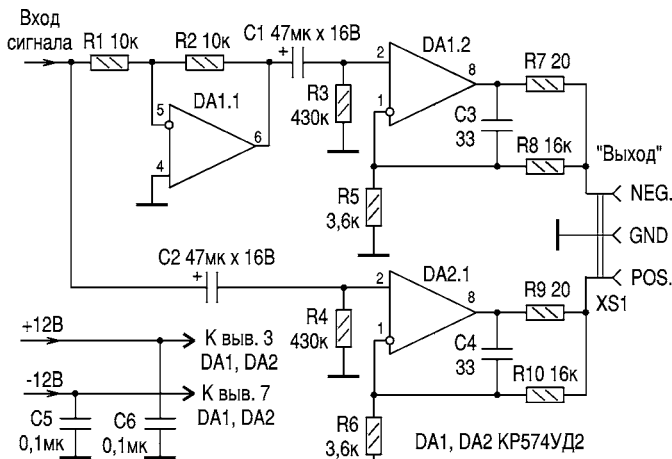 Вход
сигнала
R1 10к
R2 10к
C1 47мк x 16В
DA1.1
5
4
6
R3
430к
2
1
DA1.2
8
R7 20
C3
33
R8 16к
R5
3,6к
"Выход"
NEG.
GND
POS.
XS1
C2 47мк x 16В
+
+
R4
430к
2
1
DA2.1
8
R9 20
C4
33
R10 16к
R6
3,6к
+12В
К выв. 3
DA1, DA2
-12В
К выв. 7
DA1, DA2
C5
0,1мк
C6
0,1мк
DA1, DA2 КР574УД2